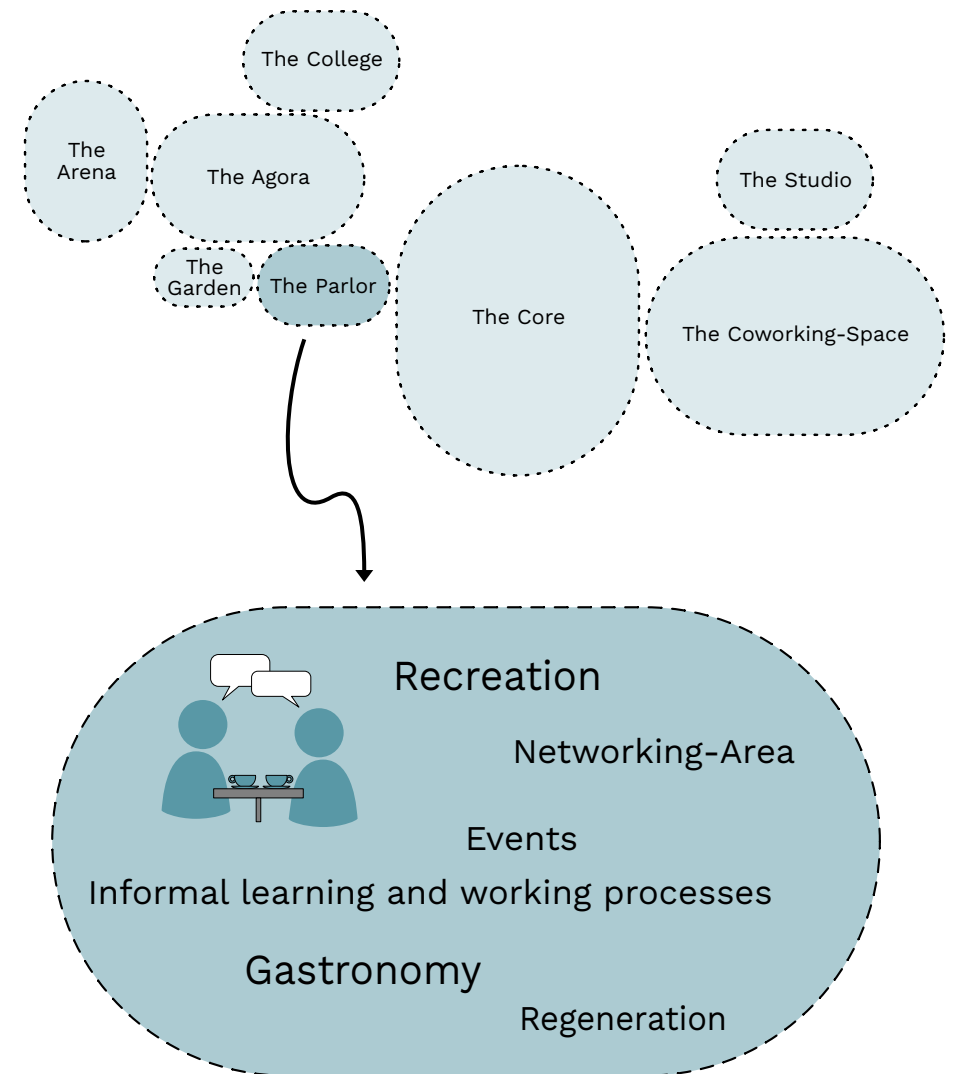 The College
The
Arena
The Agora
The Studio
The
Garden
The Parlor
The Core
The Coworking-Space
Recreation
Networking-Area
Events
Informal learning and working processes
Gastronomy
Regeneration